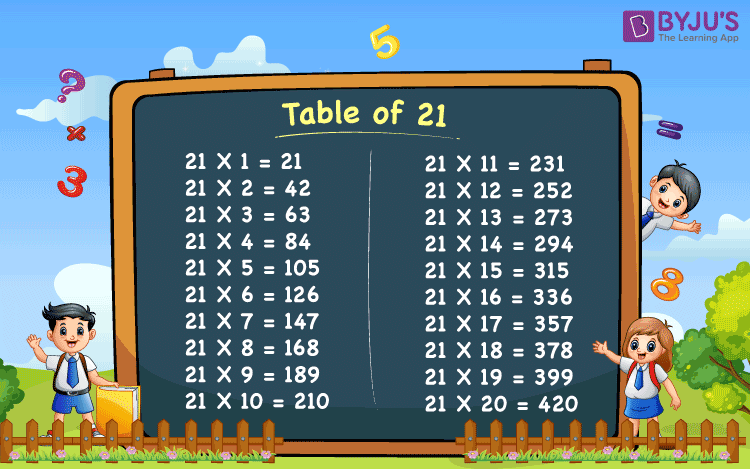 5
BYJU'S
The Learning App
?
×
3
=
8
Table of 21
21 X 1 = 21
21 X 2 = 42
21 X 3 = 63
21 X 4 = 84
21 X 5 = 105
21 X 6 = 126
21 X 7 = 147
21 X 8 = 168
21 X 9 = 189
21 X 10 = 210
21 X 11 = 231
21 X 12 = 252
21 X 13 = 273
21 X 14 = 294
21 X 15 = 315
21 X 16 = 336
21 X 17 = 357
21 X 18 = 378
21 X 19 = 399
21 X 20 = 420